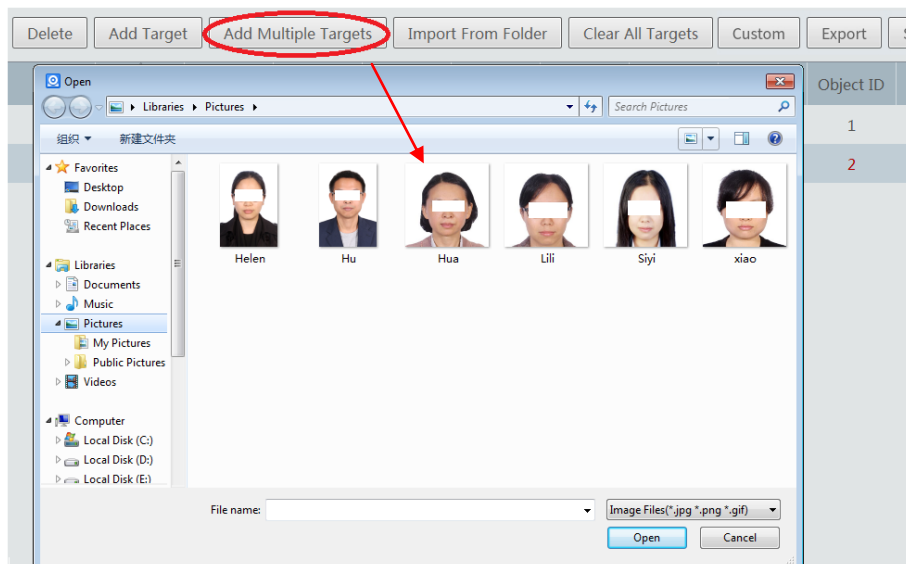 Delete Add Target Add Multiple Targets Import From Folder Clear All Targets Custom Export
Open
Libraries Pictures
Search Pictures
Object ID
组织 新建文件夹
1
2
Favorites
Desktop
Downloads
Recent Places
Libraries
Documents
Music
Pictures
My Pictures
Public Pictures
Videos
Computer
Local Disk (C:)
Local Disk (D:)
Local Disk (E:)
Helen Hu Hua Lili Siyi xiao
File name:
Image Files(*.jpg *.png *.gif)
Open Cancel